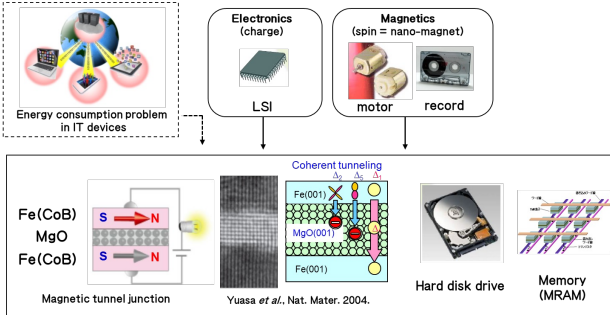 Energy consumption problem
in IT devices
Electronics
(charge)
LSI
Magnetics
(spin = nano-magnet)
motor
record
Fe(CoB)
MgO
Fe(CoB)
S N
S N
Magnetic tunnel junction
Coherent tunneling
Δ2 Δ5 Δ1
Fe(001)
MgO(001)
Fe(001)
Yuasa et al., Nat. Mater. 2004.
Hard disk drive
Memory
(MRAM)